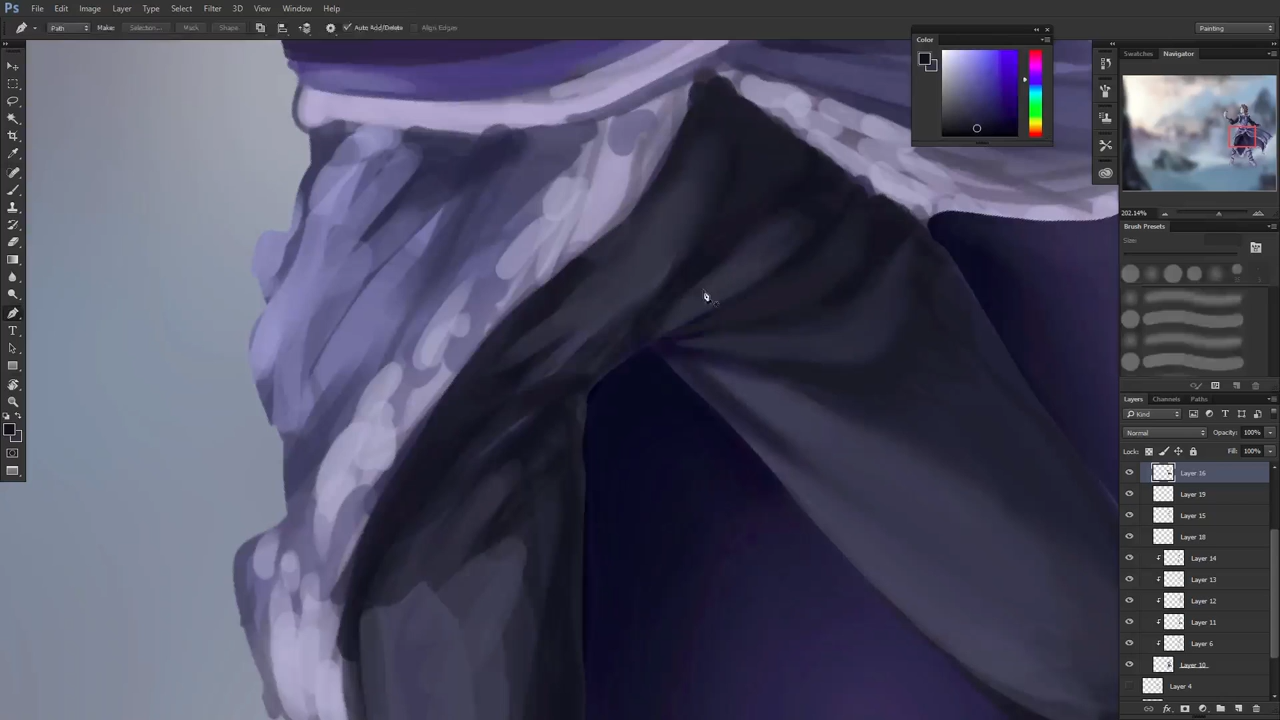 Ps File Edit Image Layer Type Select Filter 3D View Window Help
Path Make: Selection... Mask Shape Auto Add/Delete Align Edges Painting
Color
Swatches Navigator
202.14%
Brush Presets
Size:
Layers Channels Paths
Kind
Normal Opacity: 100%
Lock: Fill: 100%
Layer 16
Layer 19
Layer 15
Layer 18
Layer 14
Layer 13
Layer 12
Layer 11
Layer 6
Layer 10
Layer 4
fx
T